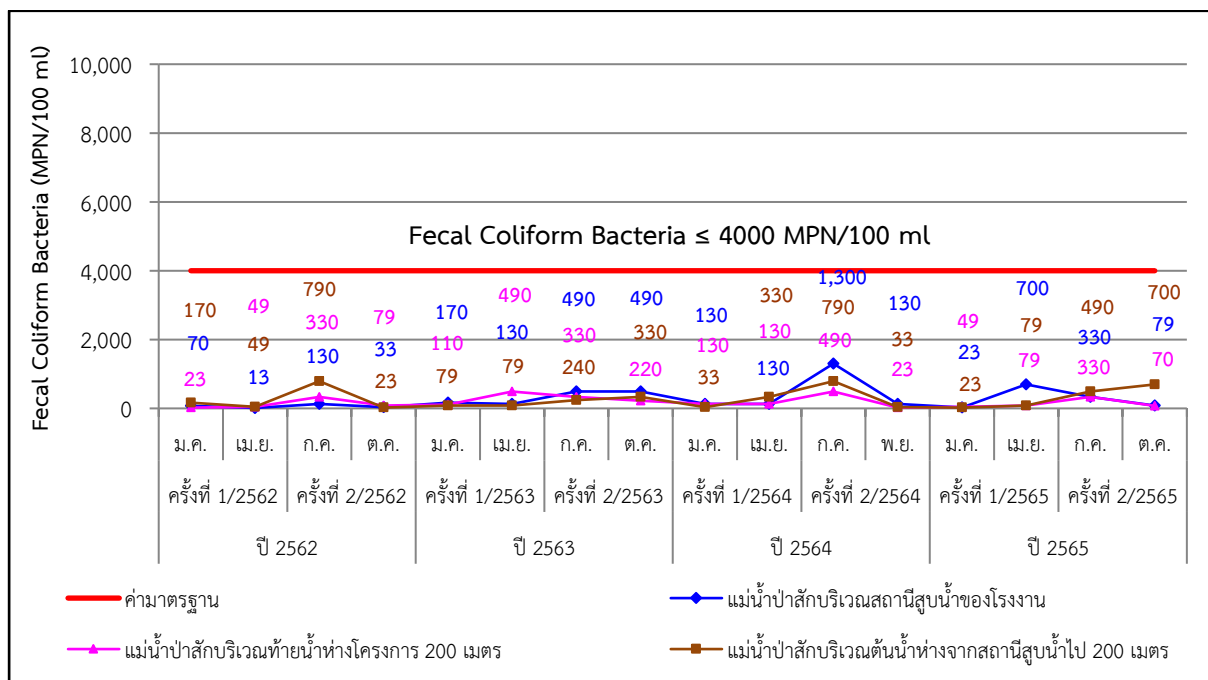 Fecal Coliform Bacteria (MPN/100 ml)
10,000
8,000
6,000
4,000
2,000
0
Fecal Coliform Bacteria ≤ 4000 MPN/100 ml
170 49 790 79 170 490 490 490 130 330 1,300 130 49 700 490 700
70 49 330 33 110 130 330 330 130 130 790 33 23 79 330 79
23 13 130 23 79 79 240 220 33 130 490 23 23 79 330 70
ม.ค. เม.ย. ก.ค. ต.ค. ม.ค. เม.ย. ก.ค. ต.ค. ม.ค. เม.ย. ก.ค. พ.ย. ม.ค. เม.ย. ก.ค. ต.ค.
ครั้งที่ 1/2562 ครั้งที่ 2/2562 ครั้งที่ 1/2563 ครั้งที่ 2/2563 ครั้งที่ 1/2564 ครั้งที่ 2/2564 ครั้งที่ 1/2565 ครั้งที่ 2/2565
ปี 2562 ปี 2563 ปี 2564 ปี 2565
ค่ามาตรฐาน แม่น้ำป่าสักบริเวณสถานีสูบน้ำของโรงงาน
แม่น้ำป่าสักบริเวณท้ายน้ำห่างโครงการ 200 เมตร แม่น้ำป่าสักบริเวณต้นน้ำห่างจากสถานีสูบน้ำไป 200 เมตร